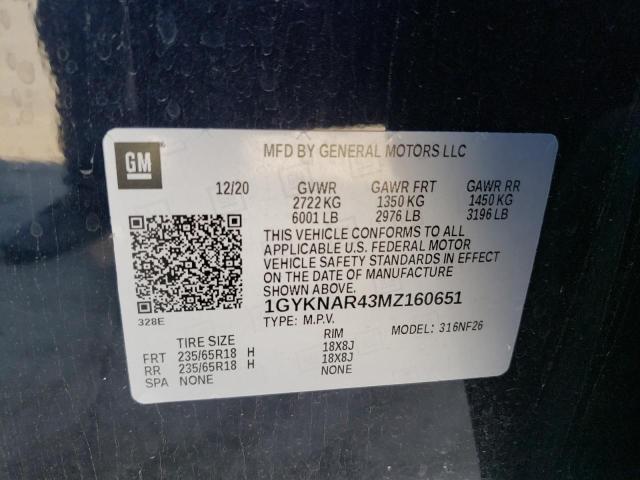 GM
MFD BY GENERAL MOTORS LLC
12/20 GVWR GAWR FRT GAWR RR
2722 KG 1350 KG 1450 KG
6001 LB 2976 LB 3196 LB
THIS VEHICLE CONFORMS TO ALL
APPLICABLE U.S. FEDERAL MOTOR
VEHICLE SAFETY STANDARDS IN EFFECT
ON THE DATE OF MANUFACTURE
SHOWN ABOVE.
328E
1GYKNAR43MZ160651
TYPE: M.P.V. MODEL: 316NF26
TIRE SIZE RIM
FRT 235/65R18 H 18X8J
RR 235/65R18 H 18X8J
SPA NONE NONE